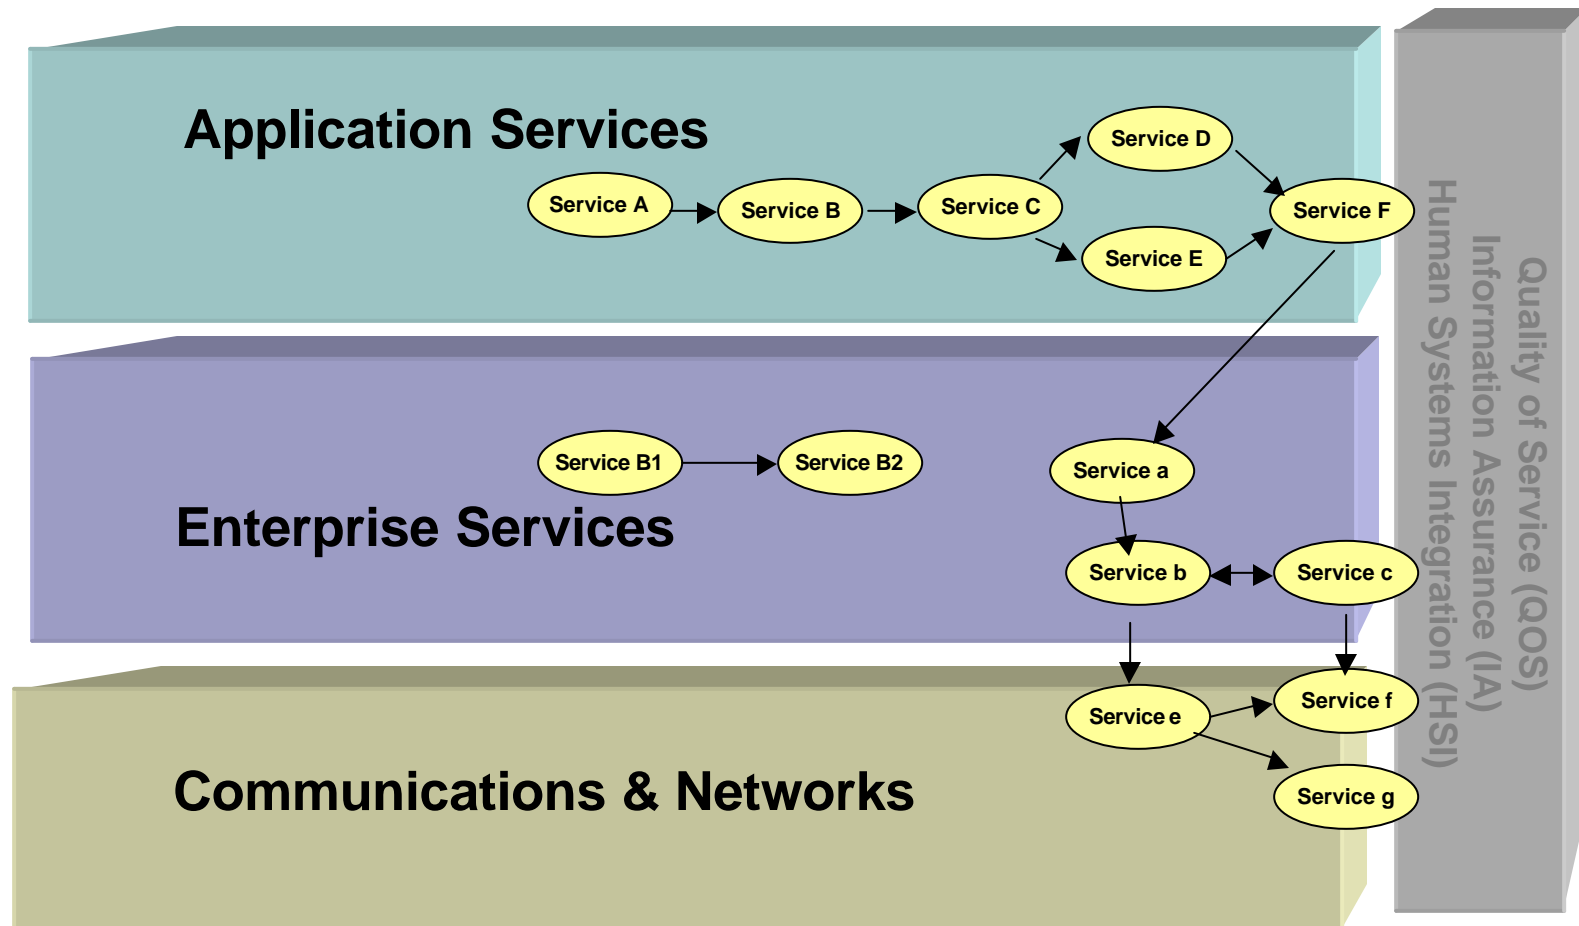 Application Services
Service A
Service B
Service C
Service D
Service E
Service F
Enterprise Services
Service B1
Service B2
Service a
Service b
Service c
Communications & Networks
Service e
Service f
Service g
Quality of Service (QOS)
Information Assurance (IA)
Human Systems Integration (HSI)